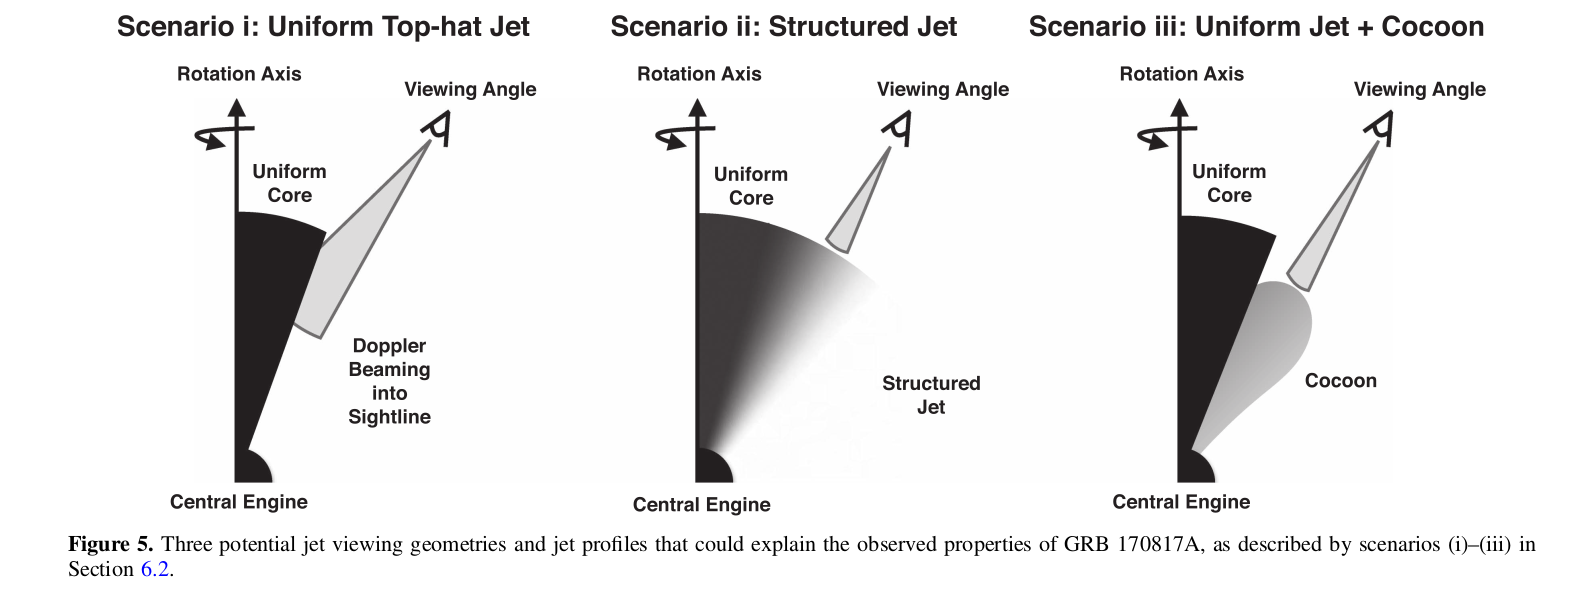 Scenario i: Uniform Top-hat Jet
Rotation Axis
Viewing Angle
Uniform
Core
Doppler
Beaming
into
Sightline
Central Engine
Scenario ii: Structured Jet
Rotation Axis
Viewing Angle
Uniform
Core
Structured
Jet
Central Engine
Scenario iii: Uniform Jet + Cocoon
Rotation Axis
Viewing Angle
Uniform
Core
Cocoon
Central Engine
Figure 5. Three potential jet viewing geometries and jet profiles that could explain the observed properties of GRB 170817A, as described by scenarios (i)–(iii) in
Section 6.2.